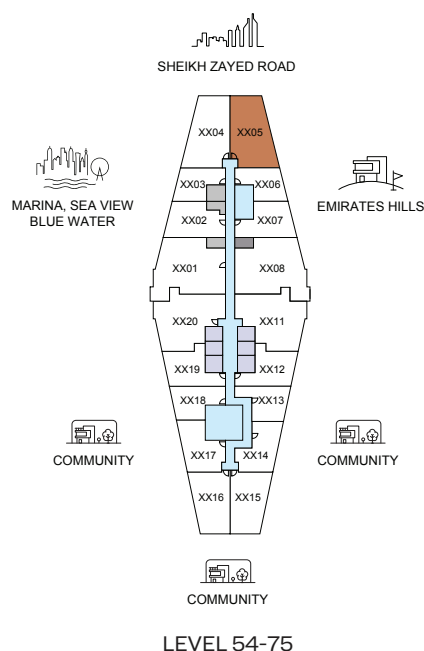 SHEIKH ZAYED ROAD
XX04 XX05
XX03 XX06
MARINA, SEA VIEW
BLUE WATER
EMIRATES HILLS
XX02 XX07
XX01 XX08
XX20 XX11
XX19 XX12
XX18 XX13
COMMUNITY
COMMUNITY
XX17 XX14
XX16 XX15
COMMUNITY
LEVEL 54-75